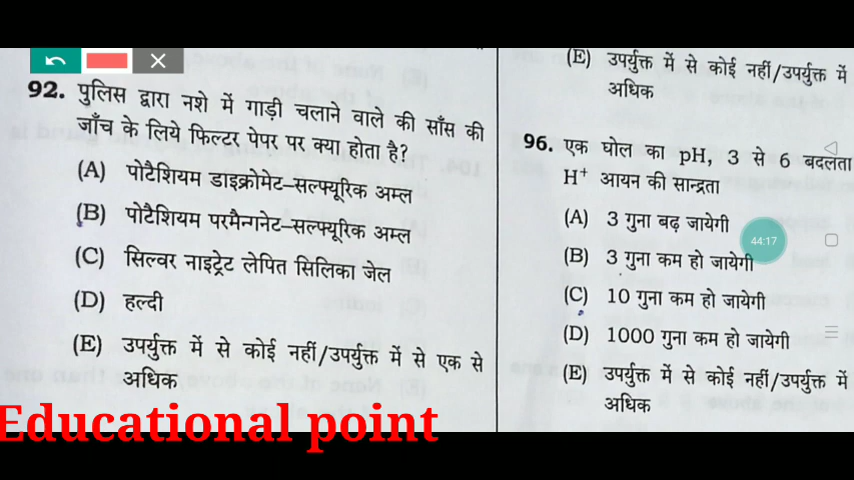 92. पुलिस द्वारा नशे में गाड़ी चलाने वाले की साँस की
जाँच के लिये फिल्टर पेपर पर क्या होता है?
(A) पोटैशियम डाइक्रोमेट–सल्फ्यूरिक अम्ल
(B) पोटैशियम परमैन्गनेट–सल्फ्यूरिक अम्ल
(C) सिल्वर नाइट्रेट लेपित सिलिका जेल
(D) हल्दी
(E) उपर्युक्त में से कोई नहीं/उपर्युक्त में से एक से
अधिक
(E) उपर्युक्त में से कोई नहीं/उपर्युक्त में
अधिक
96. एक घोल का pH, 3 से 6 बदलता
H⁺ आयन की सान्द्रता
(A) 3 गुना बढ़ जायेगी
(B) 3 गुना कम हो जायेगी
(C) 10 गुना कम हो जायेगी
(D) 1000 गुना कम हो जायेगी
(E) उपर्युक्त में से कोई नहीं/उपर्युक्त में
अधिक
44:17
Educational point